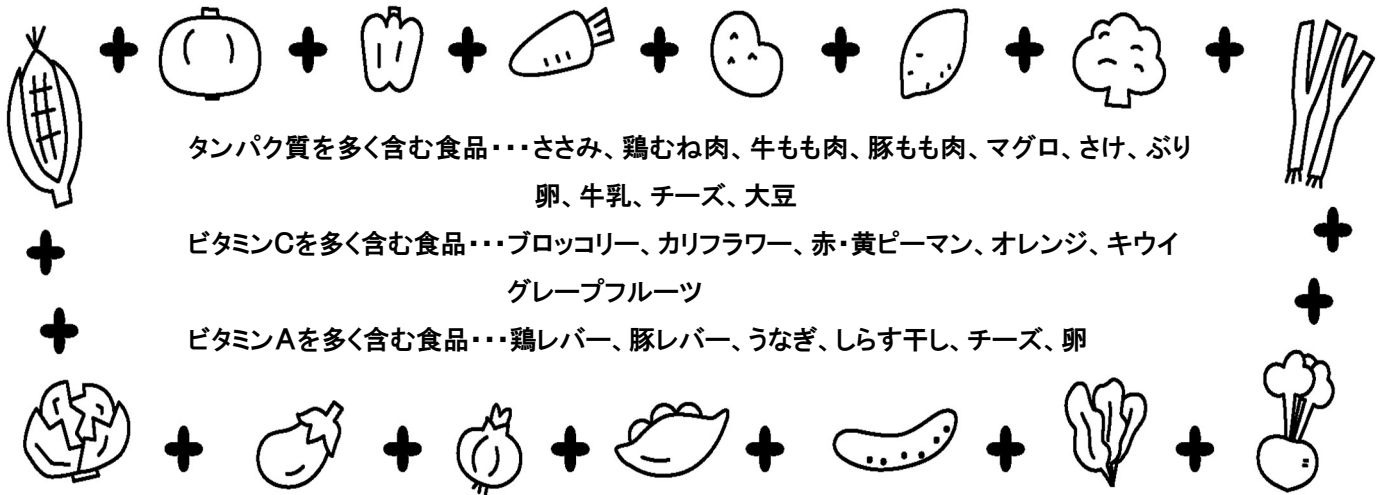 タンパク質を多く含む食品・・・ささみ、鶏むね肉、牛もも肉、豚もも肉、マグロ、さけ、ぶり
卵、牛乳、チーズ、大豆
ビタミンCを多く含む食品・・・ブロッコリー、カリフラワー、赤・黄ピーマン、オレンジ、キウイ
グレープフルーツ
ビタミンAを多く含む食品・・・鶏レバー、豚レバー、うなぎ、しらす干し、チーズ、卵